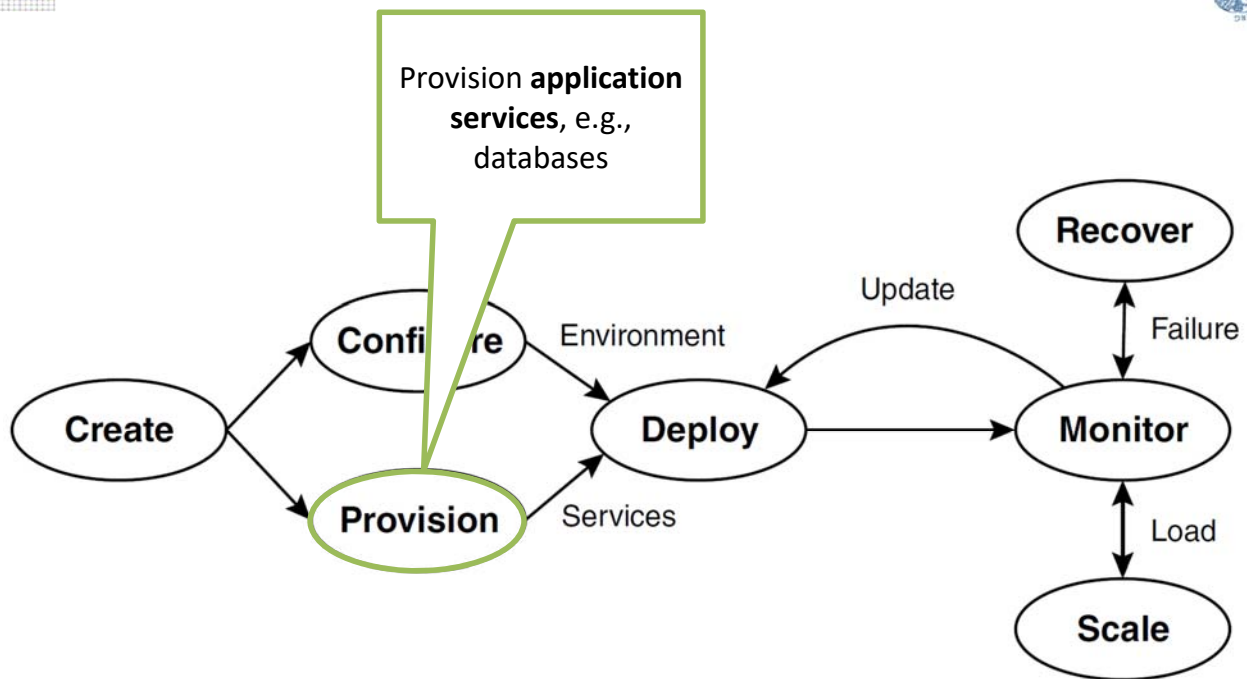 Provision application
services, e.g.,
databases
Recover
Update
Failure
Environment
Create
Deploy
Monitor
Provision
Services
Load
Scale